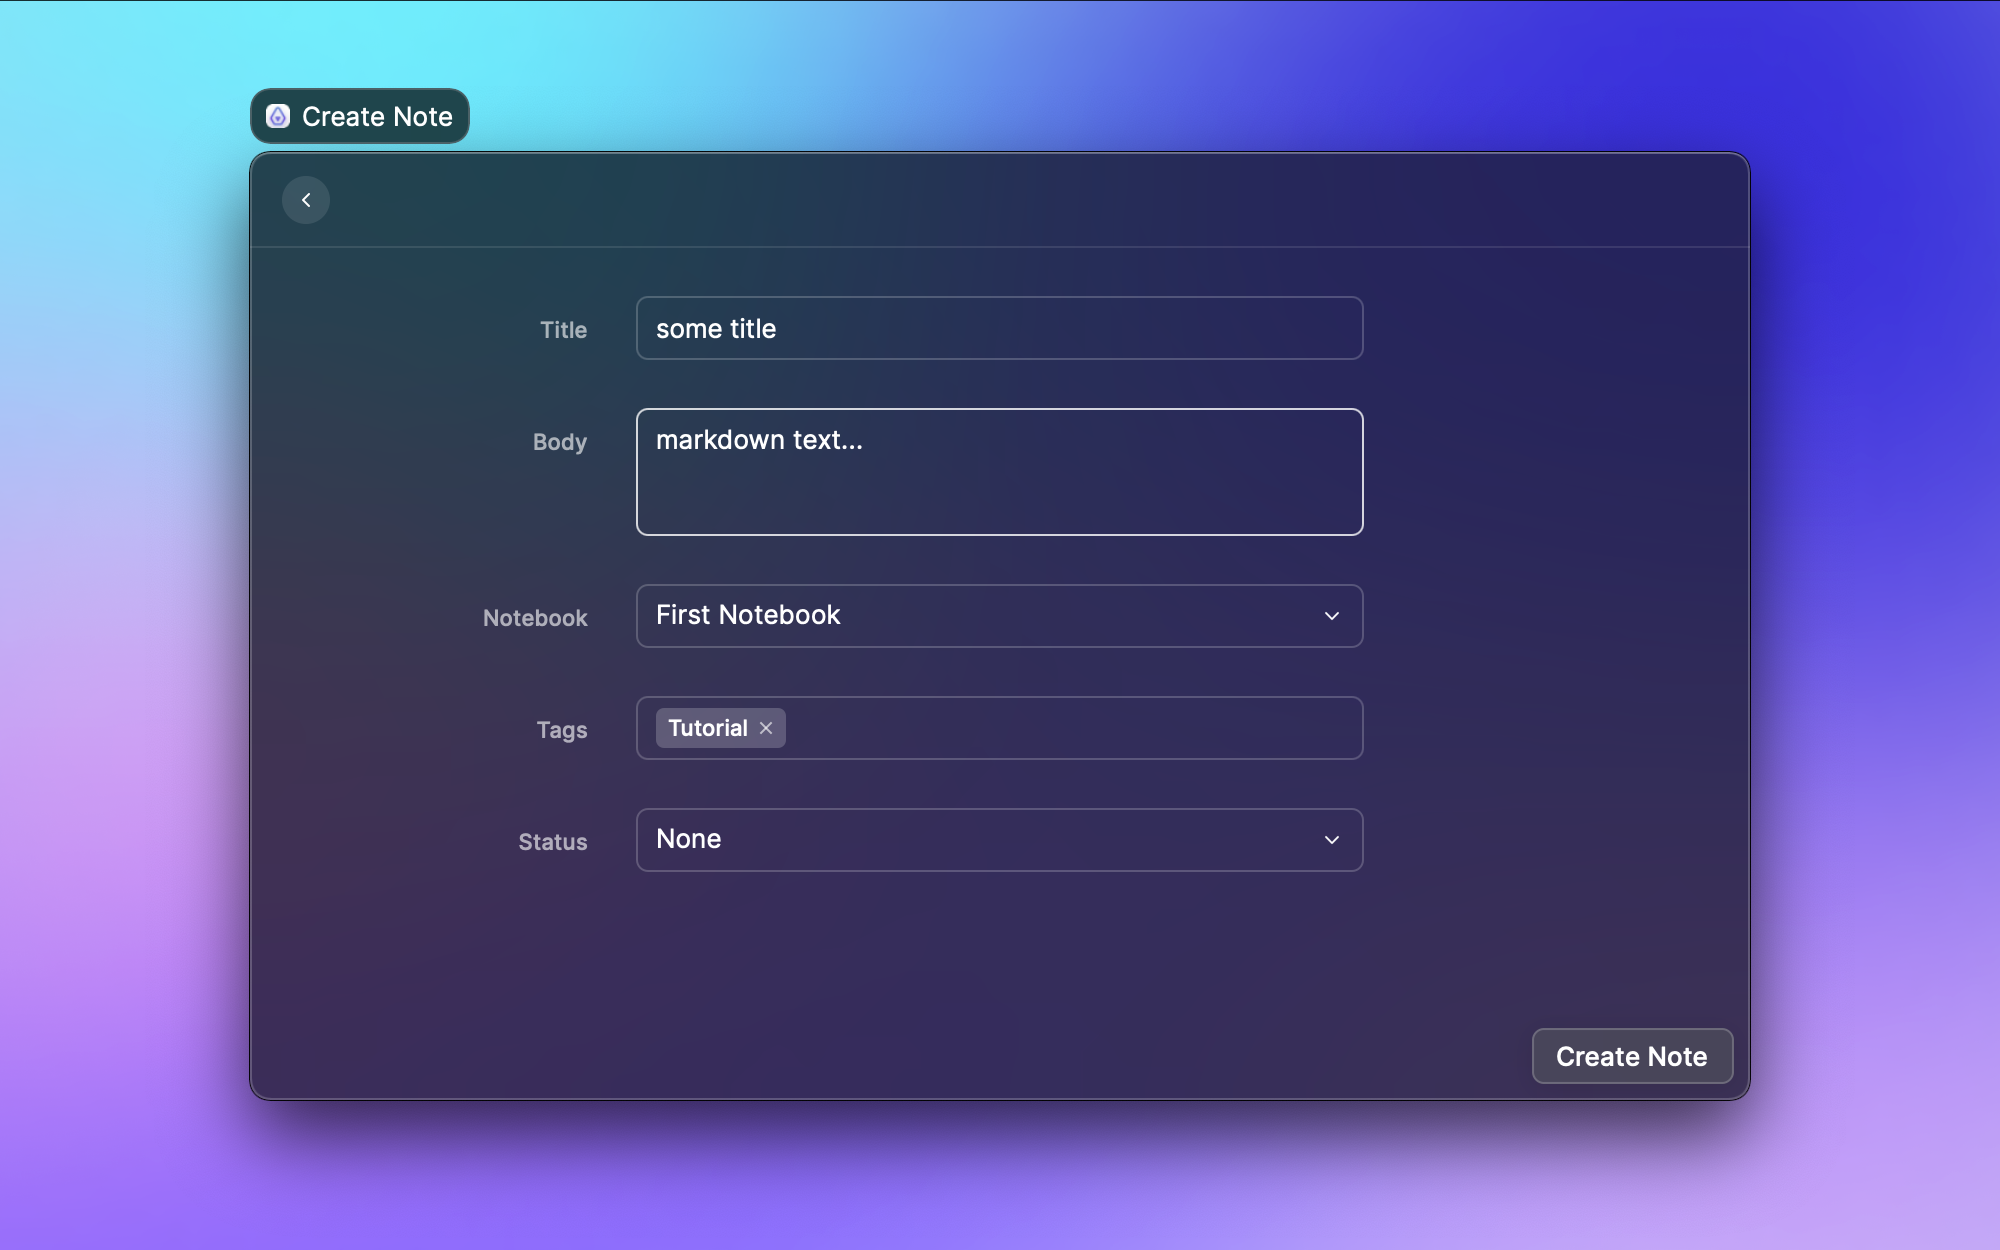 Create Note
Title
some title
Body
markdown text...
Notebook
First Notebook
Tags
Tutorial
Status
None
Create Note